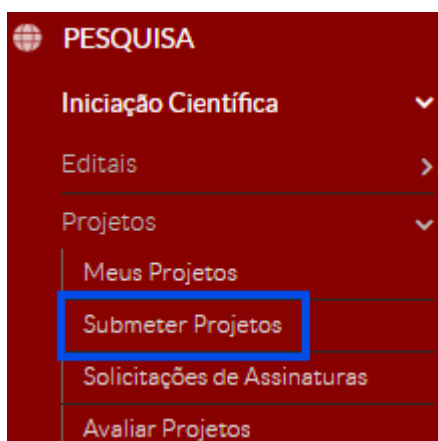 PESQUISA
Iniciação Científica
Editais
Projetos
Meus Projetos
Submeter Projetos
Solicitações de Assinaturas
Avaliar Projetos